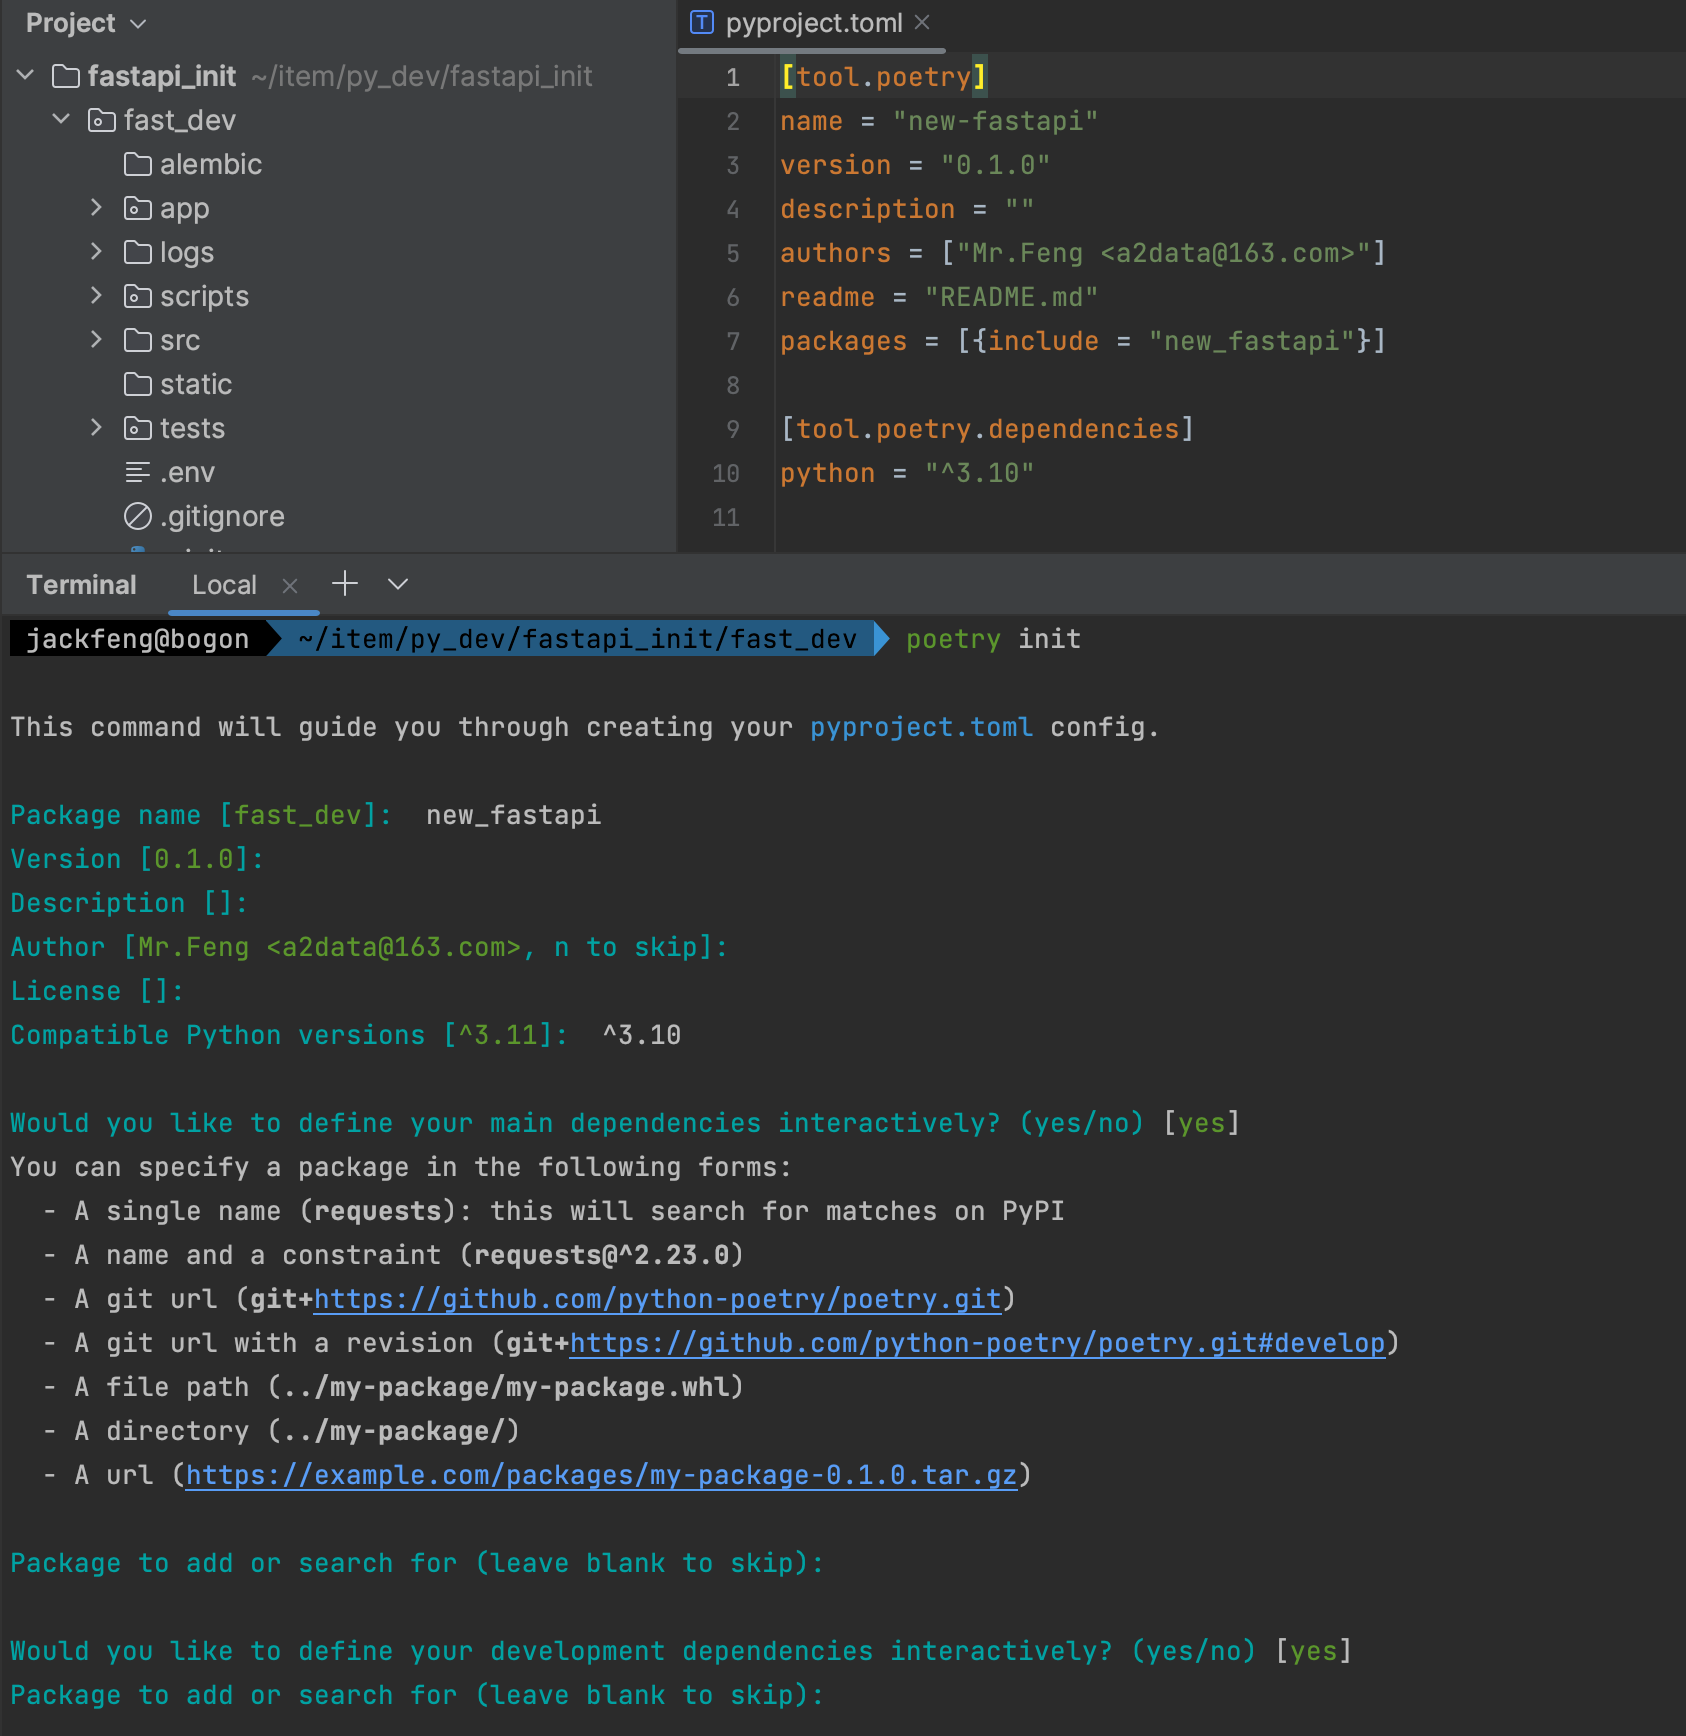 Project
fastapi_init ~/item/py_dev/fastapi_init
fast_dev
alembic
app
logs
scripts
src
static
tests
.env
.gitignore
pyproject.toml
1 [tool.poetry]
2 name = "new-fastapi"
3 version = "0.1.0"
4 description = ""
5 authors = ["Mr.Feng <a2data@163.com>"]
6 readme = "README.md"
7 packages = [{include = "new_fastapi"}]
8
9 [tool.poetry.dependencies]
10 python = "^3.10"
11
Terminal Local
jackfeng@bogon ~/item/py_dev/fastapi_init/fast_dev poetry init
This command will guide you through creating your pyproject.toml config.
Package name [fast_dev]: new_fastapi
Version [0.1.0]:
Description []:
Author [Mr.Feng <a2data@163.com>, n to skip]:
License []:
Compatible Python versions [^3.11]: ^3.10
Would you like to define your main dependencies interactively? (yes/no) [yes]
You can specify a package in the following forms:
- A single name (requests): this will search for matches on PyPI
- A name and a constraint (requests@^2.23.0)
- A git url (git+https://github.com/python-poetry/poetry.git)
- A git url with a revision (git+https://github.com/python-poetry/poetry.git#develop)
- A file path (../my-package/my-package.whl)
- A directory (../my-package/)
- A url (https://example.com/packages/my-package-0.1.0.tar.gz)
Package to add or search for (leave blank to skip):
Would you like to define your development dependencies interactively? (yes/no) [yes]
Package to add or search for (leave blank to skip):